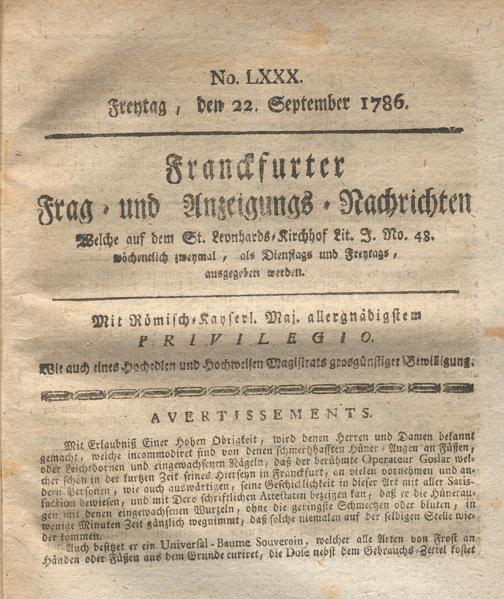 No. LXXX.
Freytag, den 22. September 1786.
Franckfurter
Frag- und Anzeigungs-Nachrichten
Welche auf dem St. Leonhards-Kirchhof Lit. J. No. 48.
wöchentlich zweymal, als Dienstags und Freytags,
ausgegeben werden.
Mit Römisch-Kayserl. Maj. allergnädigstem
PRIVILEGIO.
Wie auch eines Hochedlen und Hochweisen Magistrats grosgünstiger Bewilligung.
AVERTISSEMENTS.
Mit Erlaubniß Einer Hohen Obrigkeit, wird denen Herren und Damen bekannt
gemacht, welche incommodiret sind von denen schmertzhafften Hüner-Augen an Füßen,
oder Leichtdornen und eingewachsenen Nägeln, daß der berühmte Operateur Goslar wel-
cher schon in der kurtzen Zeit seines Hierseyn in Franckfurt, an vielen vornehmen und an-
dern Personen, wie auch auswärtigen, seine Geschicklichkeit in dieser Art mit aller Satis-
faction bewiesen, und mit Dero schriftlichen Attestaten bezeigen kan, daß er die Hünerau-
gen mit denen eingewachsenen Wurzeln, ohne die geringste Schmertzen oder bluten, in
wenige Minuten Zeit gänzlich wegnimmt, daß solche niemalen auf der selbigen Stelle wie-
der kommen.
Auch besitzet er ein Universal-Baume Souverain, welcher alle Arten von Frost an
Händen oder Füßen aus dem Grunde curiret, die Dose nebst dem Gebrauchs-Zettel kostet